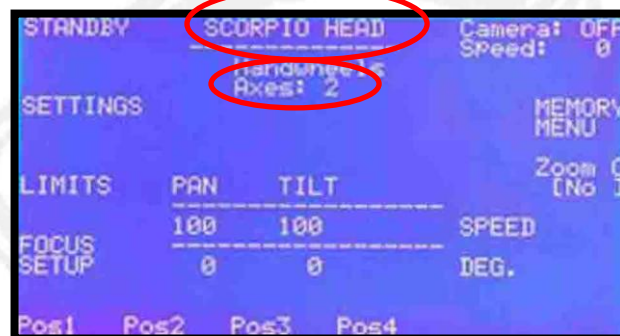 STANDBY SCORPIO HEAD Camera: OFF
Speed: 0
Handwheels
Axes: 2
SETTINGS
MEMORY
MENU
Zoom
[No
LIMITS PAN TILT
100 100 SPEED
FOCUS
SETUP 0 0 DEG.
Pos1 Pos2 Pos3 Pos4